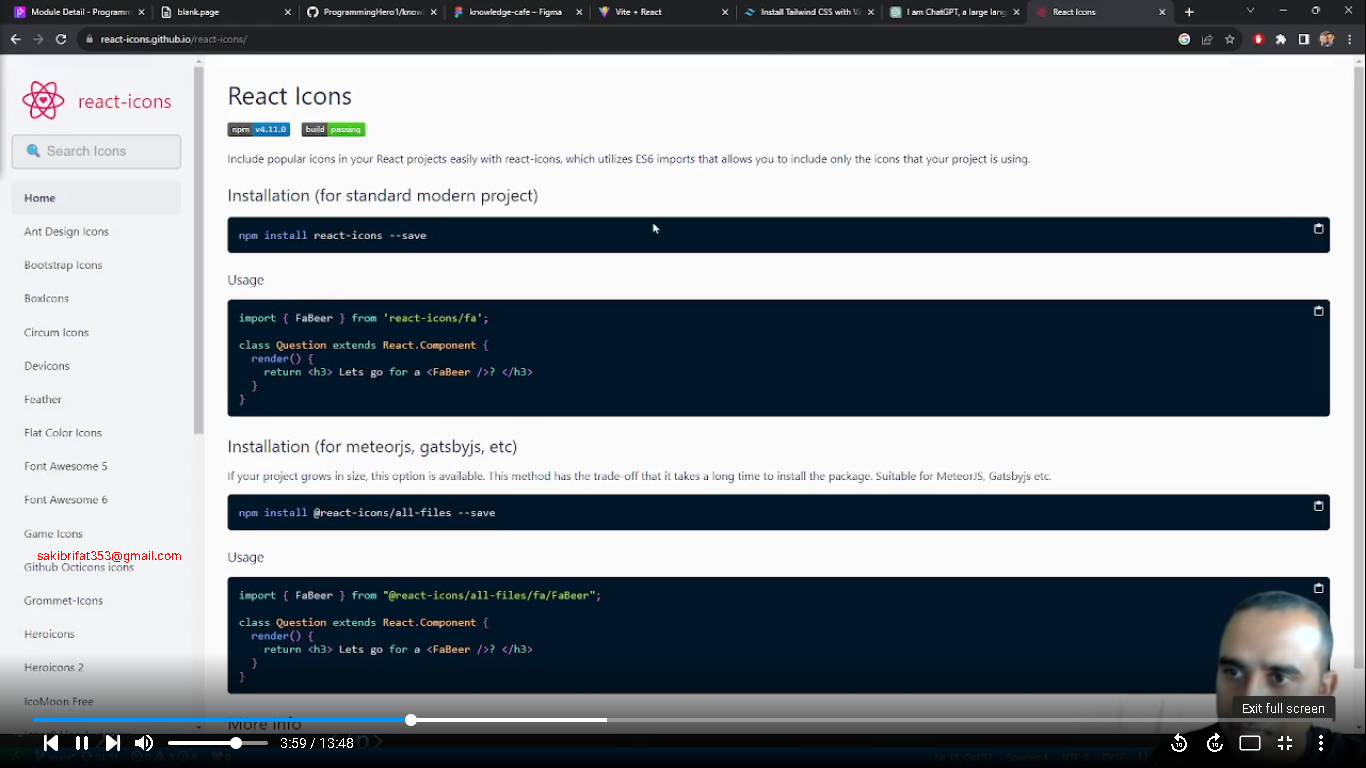 Module Detail - Programm
blank.page
ProgrammingHero1/know
knowledge-cafe – Figma
Vite + React
Install Tailwind CSS with Vi
I am ChatGPT, a large lang
React Icons
react-icons.github.io/react-icons/
react-icons
Search Icons
Home
Ant Design Icons
Bootstrap Icons
BoxIcons
Circum Icons
Devicons
Feather
Flat Color Icons
Font Awesome 5
Font Awesome 6
Game Icons
sakibrifat353@gmail.com
Github Octicons icons
Grommet-Icons
Heroicons
Heroicons 2
IcoMoon Free
React Icons
npm v4.11.0 build passing
Include popular icons in your React projects easily with react-icons, which utilizes ES6 imports that allows you to include only the icons that your project is using.
Installation (for standard modern project)
npm install react-icons --save
Usage
import { FaBeer } from 'react-icons/fa';
class Question extends React.Component {
render() {
return <h3> Lets go for a <FaBeer />? </h3>
}
}
Installation (for meteorjs, gatsbyjs, etc)
If your project grows in size, this option is available. This method has the trade-off that it takes a long time to install the package. Suitable for MeteorJS, Gatsbyjs etc.
npm install @react-icons/all-files --save
Usage
import { FaBeer } from "@react-icons/all-files/fa/FaBeer";
class Question extends React.Component {
render() {
return <h3> Lets go for a <FaBeer />? </h3>
}
}
More info
Exit full screen
3:59 / 13:48
10
10